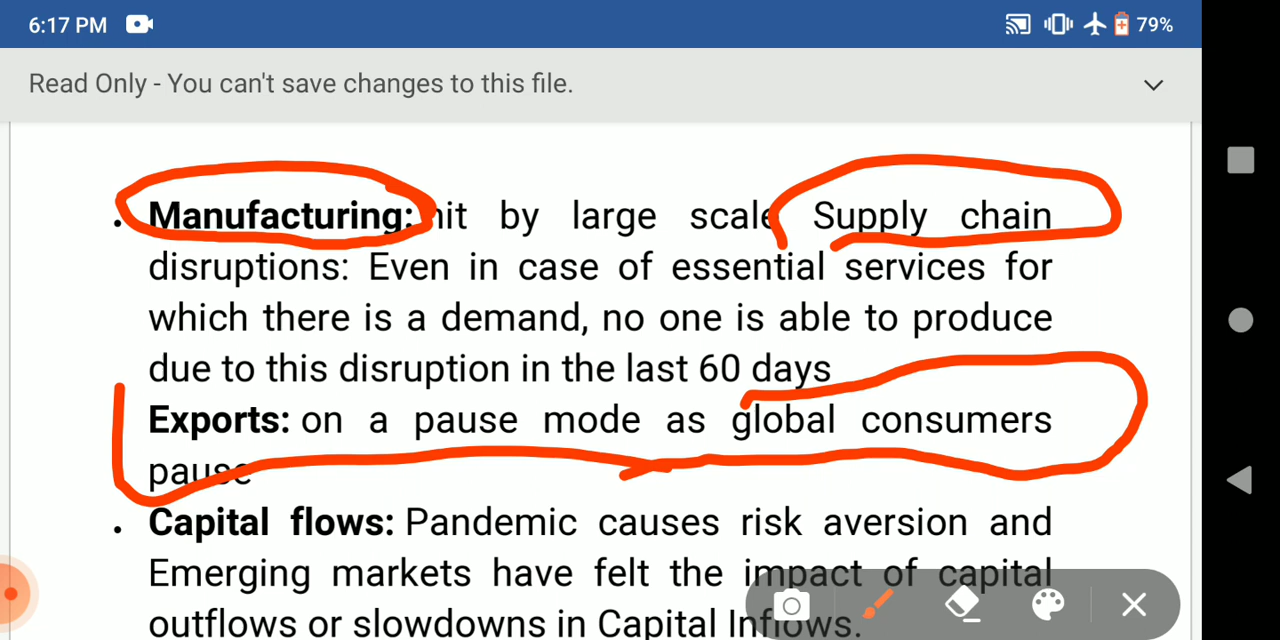 6:17 PM 79%
Read Only - You can't save changes to this file.
Manufacturing: hit by large scale Supply chain
disruptions: Even in case of essential services for
which there is a demand, no one is able to produce
due to this disruption in the last 60 days
Exports: on a pause mode as global consumers
pause
Capital flows: Pandemic causes risk aversion and
Emerging markets have felt the impact of capital
outflows or slowdowns in Capital Inflows.